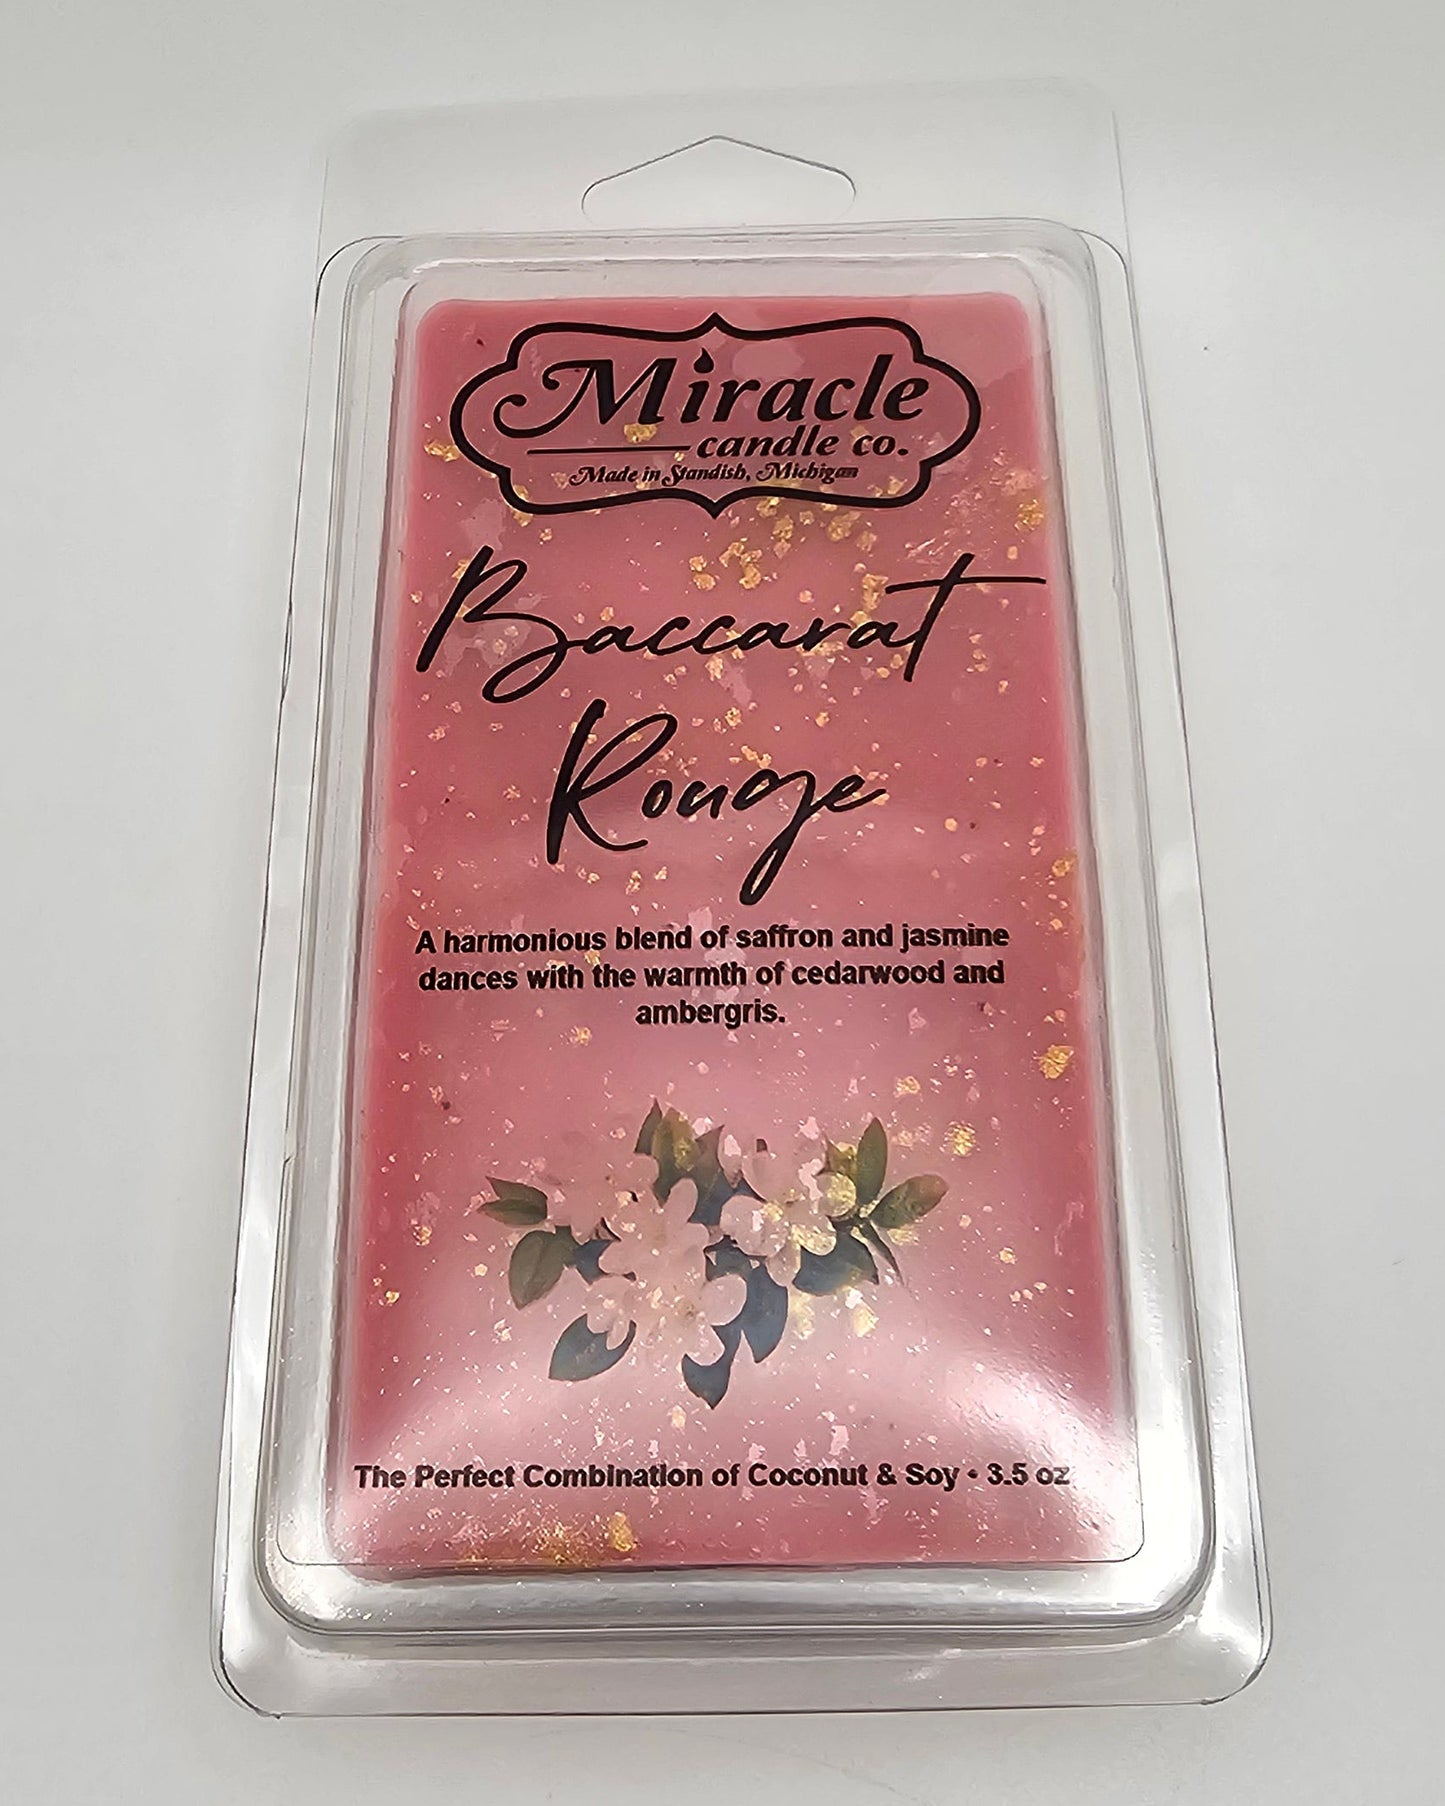 Miracle
candle co.
Made in Standish, Michigan
Baccarat
Rouge
A harmonious blend of saffron and jasmine
dances with the warmth of cedarwood and
ambergris.
The Perfect Combination of Coconut & Soy • 3.5 oz